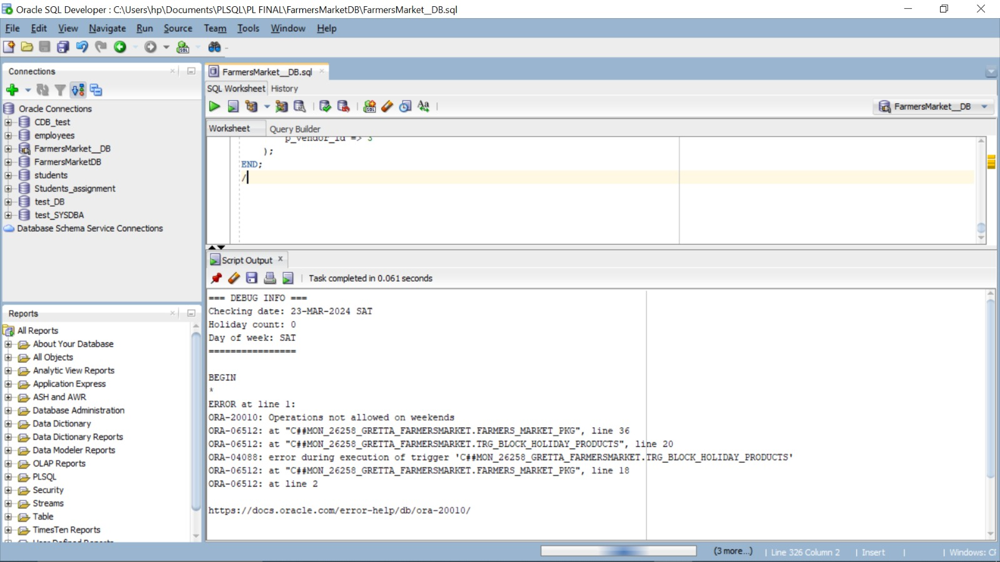 Oracle SQL Developer : C:\Users\hp\Documents\PLSQL\PL FINAL\FarmersMarketDB\FarmersMarket__DB.sql
File Edit View Navigate Run Source Team Tools Window Help
Connections
Oracle Connections
CDB_test
employees
FarmersMarket__DB
FarmersMarketDB
students
Students_assignment
test_DB
test_SYSDBA
Database Schema Service Connections
Reports
All Reports
About Your Database
All Objects
Analytic View Reports
Application Express
ASH and AWR
Database Administration
Data Dictionary
Data Dictionary Reports
Data Modeler Reports
OLAP Reports
PLSQL
Security
Streams
Table
TimesTen Reports
User Defined Reports
FarmersMarket__DB.sql
SQL Worksheet History
FarmersMarket__DB
Worksheet Query Builder
p_vendor_id => 3
);
END;
/
Script Output
Task completed in 0.061 seconds
=== DEBUG INFO ===
Checking date: 23-MAR-2024 SAT
Holiday count: 0
Day of week: SAT
================
BEGIN
*
ERROR at line 1:
ORA-20010: Operations not allowed on weekends
ORA-06512: at "C##MON_26258_GRETTA_FARMERSMARKET.FARMERS_MARKET_PKG", line 36
ORA-06512: at "C##MON_26258_GRETTA_FARMERSMARKET.TRG_BLOCK_HOLIDAY_PRODUCTS", line 20
ORA-04088: error during execution of trigger 'C##MON_26258_GRETTA_FARMERSMARKET.TRG_BLOCK_HOLIDAY_PRODUCTS'
ORA-06512: at "C##MON_26258_GRETTA_FARMERSMARKET.FARMERS_MARKET_PKG", line 18
ORA-06512: at line 2
https://docs.oracle.com/error-help/db/ora-20010/
(3 more...) | Line 326 Column 2 | Insert | | Windows: CF